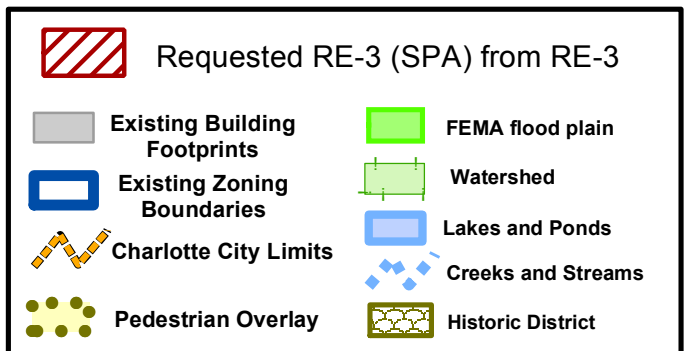 Requested RE-3 (SPA) from RE-3
Existing Building
Footprints
Existing Zoning
Boundaries
Charlotte City Limits
Pedestrian Overlay
FEMA flood plain
Watershed
Lakes and Ponds
Creeks and Streams
Historic District